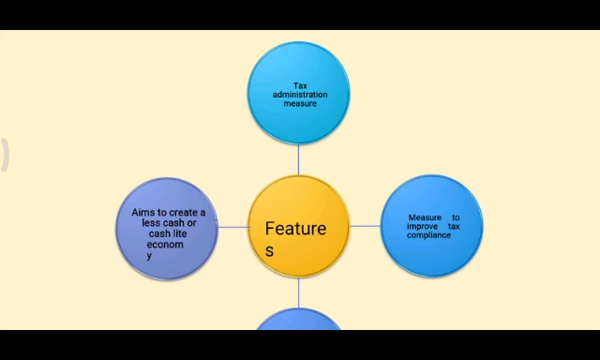 Tax
administration
measure
Aims to create a
less cash or
cash lite
econom
y
Feature
s
Measure to
improve tax
compliance